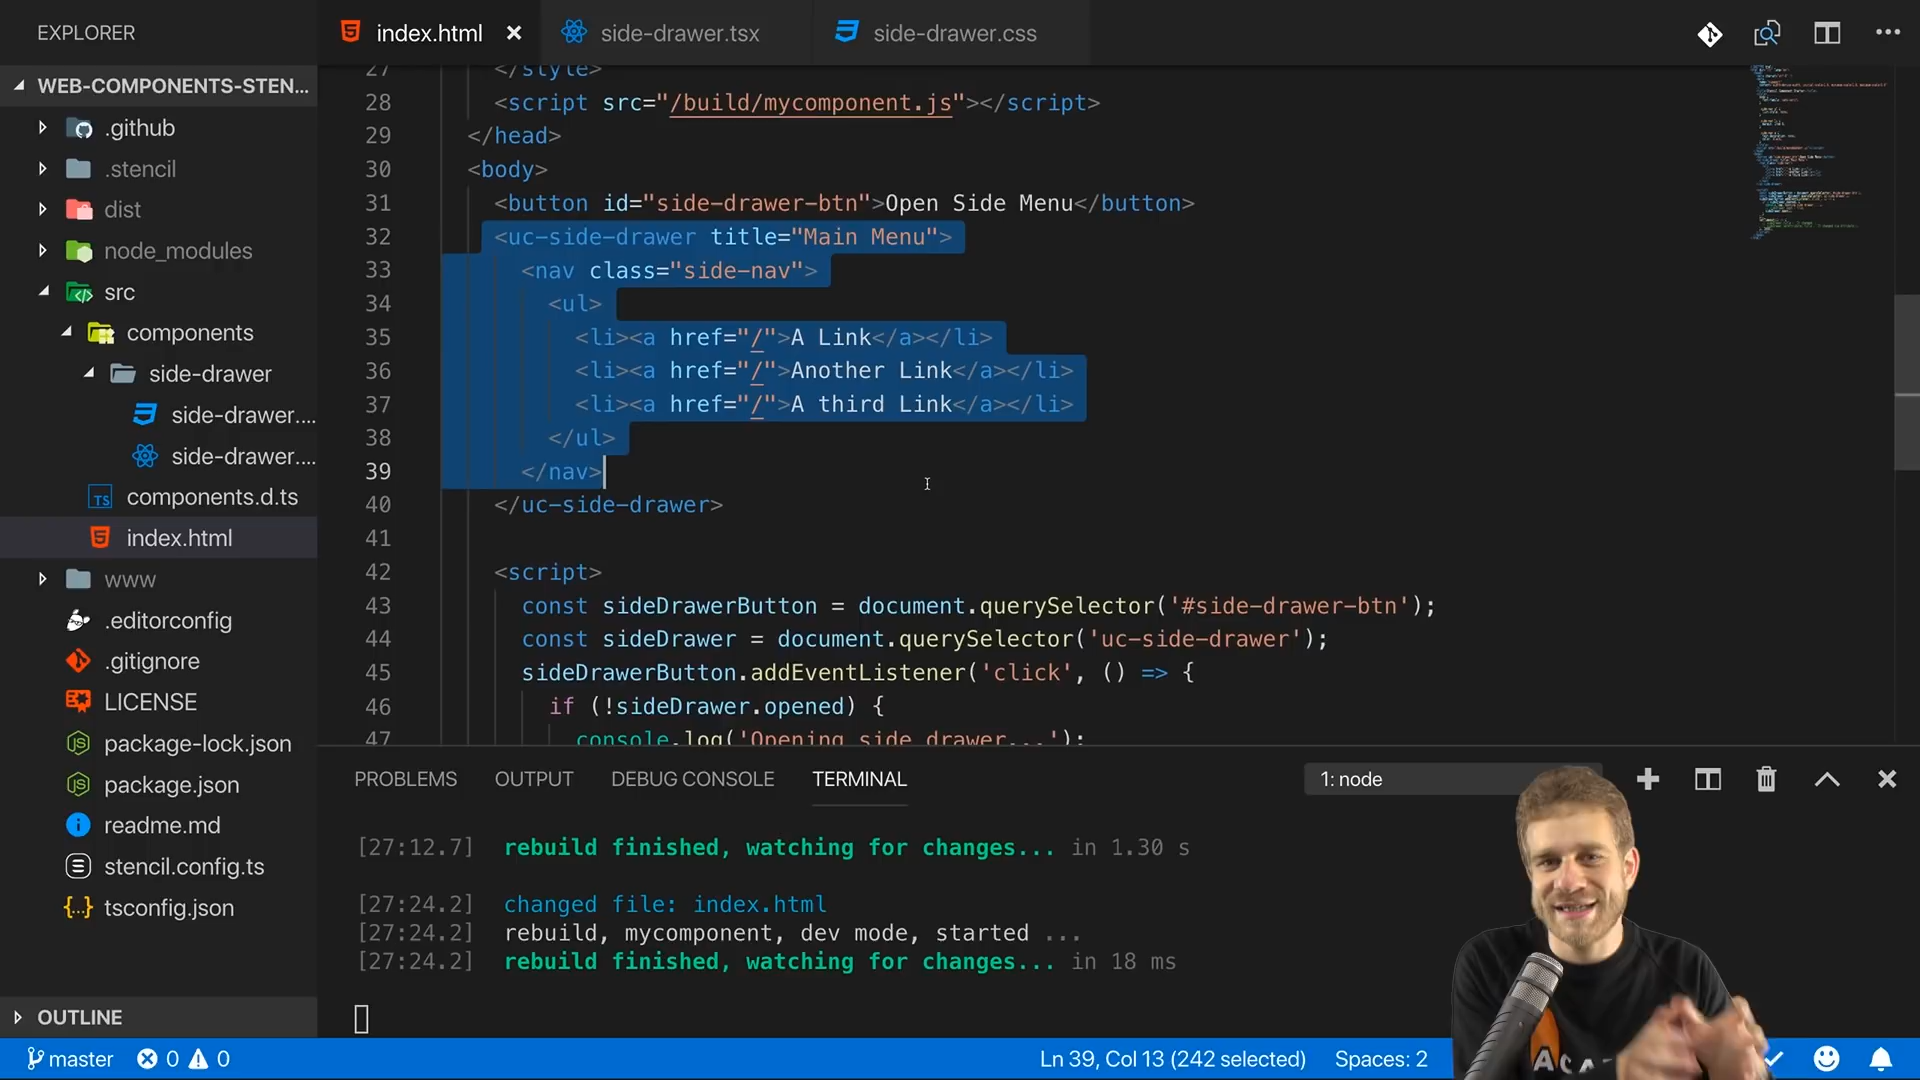 EXPLORER
index.html
side-drawer.tsx
side-drawer.css
WEB-COMPONENTS-STEN...
.github
.stencil
dist
node_modules
src
components
side-drawer
side-drawer....
side-drawer....
components.d.ts
index.html
www
.editorconfig
.gitignore
LICENSE
package-lock.json
package.json
readme.md
stencil.config.ts
tsconfig.json
OUTLINE
27 </style>
28 <script src="/build/mycomponent.js"></script>
29 </head>
30 <body>
31 <button id="side-drawer-btn">Open Side Menu</button>
32 <uc-side-drawer title="Main Menu">
33 <nav class="side-nav">
34 <ul>
35 <li><a href="/">A Link</a></li>
36 <li><a href="/">Another Link</a></li>
37 <li><a href="/">A third Link</a></li>
38 </ul>
39 </nav>
40 </uc-side-drawer>
41
42 <script>
43 const sideDrawerButton = document.querySelector('#side-drawer-btn');
44 const sideDrawer = document.querySelector('uc-side-drawer');
45 sideDrawerButton.addEventListener('click', () => {
46 if (!sideDrawer.opened) {
47 console.log('Opening side drawer...');
PROBLEMS OUTPUT DEBUG CONSOLE TERMINAL 1: node
[27:12.7] rebuild finished, watching for changes... in 1.30 s
[27:24.2] changed file: index.html
[27:24.2] rebuild, mycomponent, dev mode, started ...
[27:24.2] rebuild finished, watching for changes... in 18 ms
master 0 0 Ln 39, Col 13 (242 selected) Spaces: 2